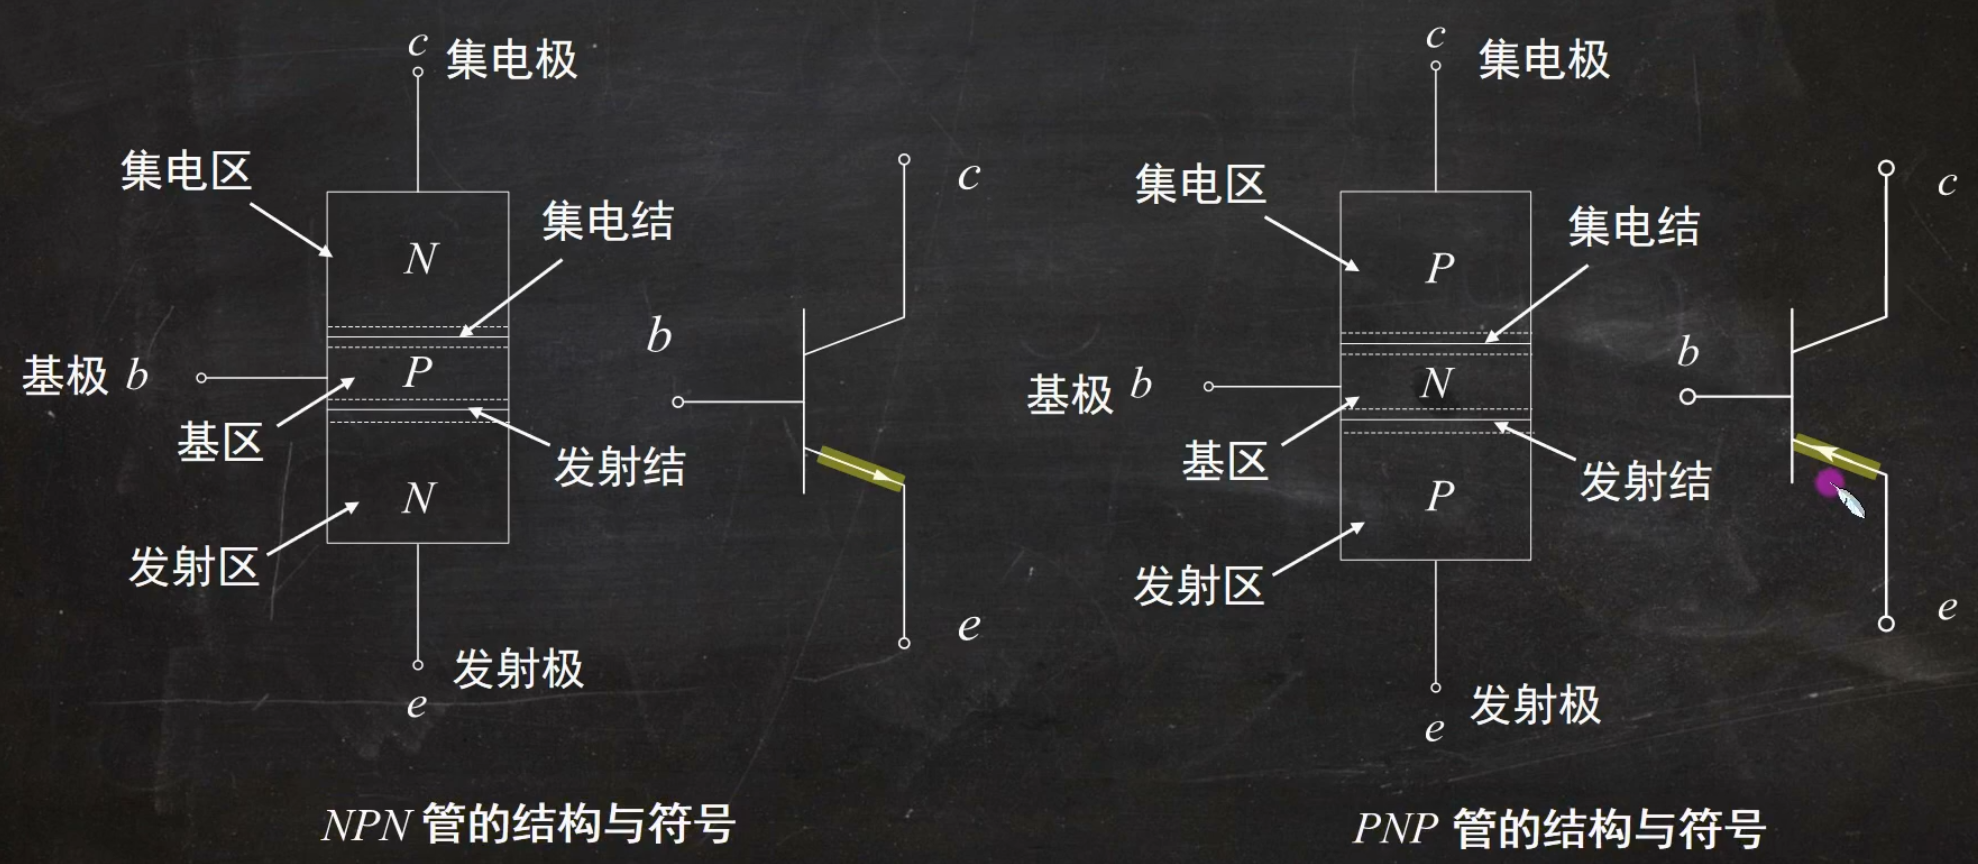 c 集电极
集电区
集电结
N
c
b
基极 b
P
基区
发射结
N
发射区
发射极
e
e
NPN 管的结构与符号
c 集电极
集电区
集电结
P
c
b
基极 b
N
基区
发射结
P
发射区
发射极
e
e
PNP 管的结构与符号